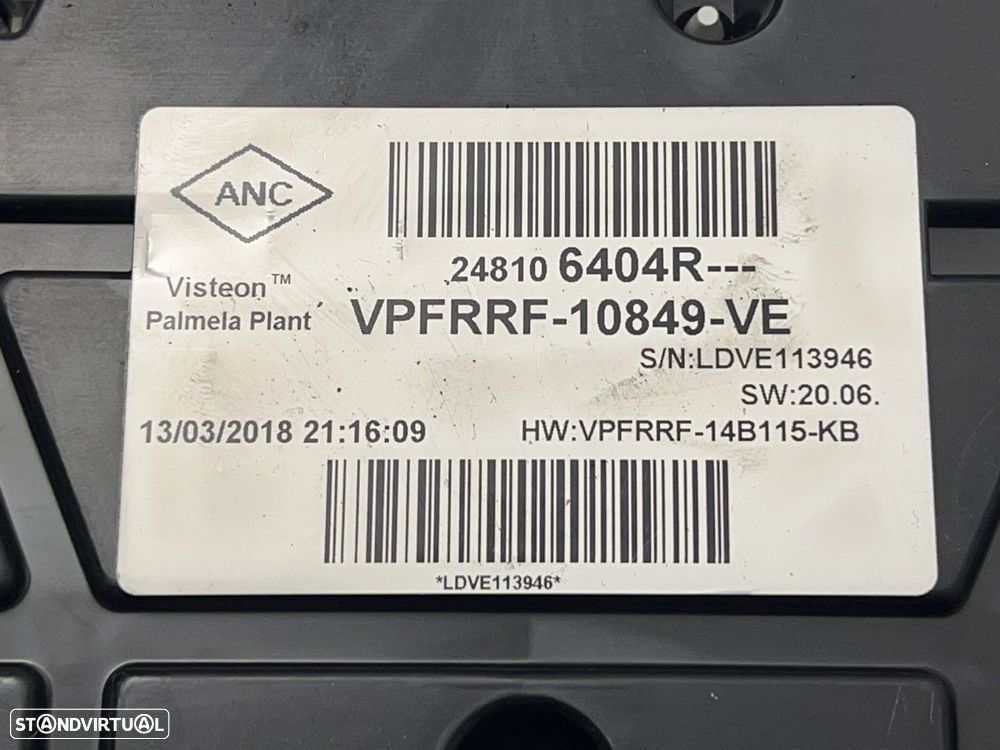 ANC
Visteon™
Palmela Plant
24810 6404R---
VPFRRF-10849-VE
S/N:LDVE113946
SW:20.06.
13/03/2018 21:16:09
HW:VPFRRF-14B115-KB
*LDVE113946*
STANDVIRTUAL